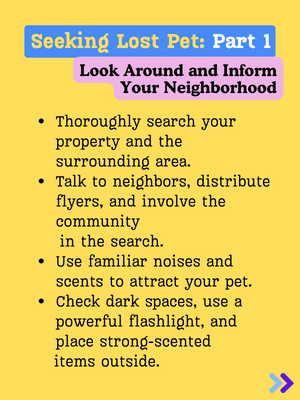 Seeking Lost Pet: Part 1
Look Around and Inform
Your Neighborhood
• Thoroughly search your
property and the
surrounding area.
• Talk to neighbors, distribute
flyers, and involve the
community
in the search.
• Use familiar noises and
scents to attract your pet.
• Check dark spaces, use a
powerful flashlight, and
place strong-scented
items outside.